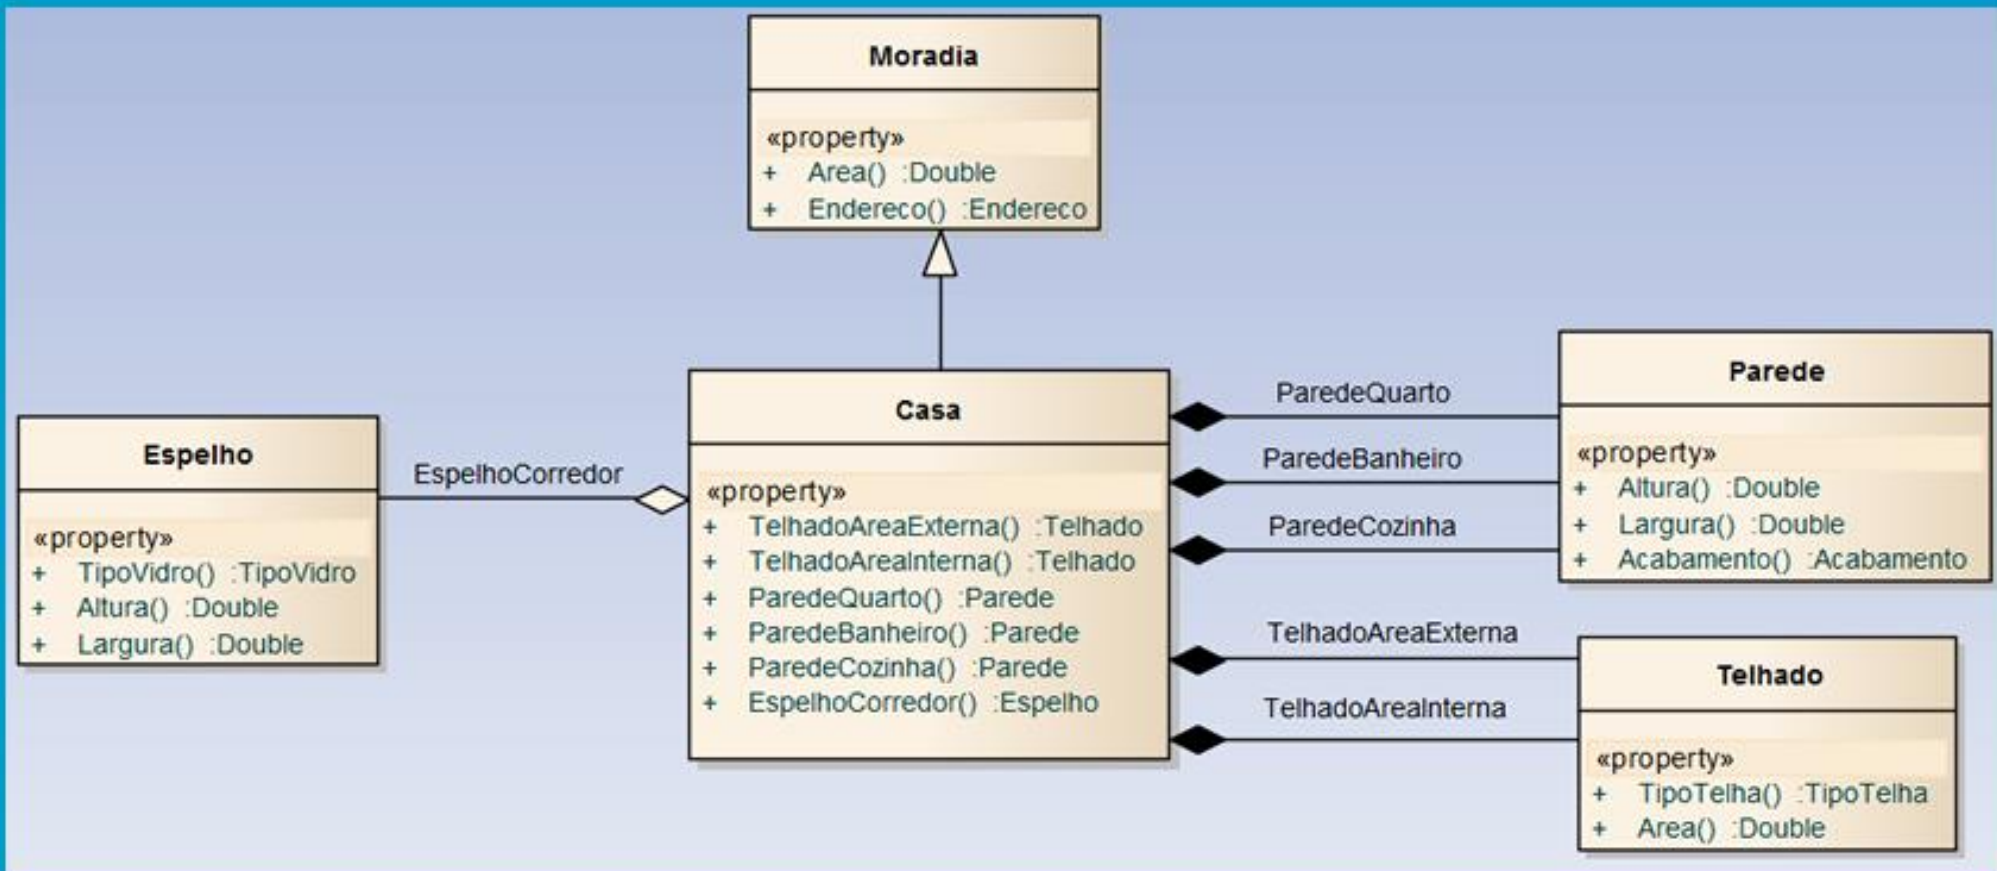 Moradia
«property»
+ Area() :Double
+ Endereco() :Endereco
Espelho
«property»
+ TipoVidro() :TipoVidro
+ Altura() :Double
+ Largura() :Double
EspelhoCorredor
Casa
«property»
+ TelhadoAreaExterna() :Telhado
+ TelhadoAreaInterna() :Telhado
+ ParedeQuarto() :Parede
+ ParedeBanheiro() :Parede
+ ParedeCozinha() :Parede
+ EspelhoCorredor() :Espelho
ParedeQuarto
ParedeBanheiro
ParedeCozinha
TelhadoAreaExterna
TelhadoAreaInterna
Parede
«property»
+ Altura() :Double
+ Largura() :Double
+ Acabamento() :Acabamento
Telhado
«property»
+ TipoTelha() :TipoTelha
+ Area() :Double